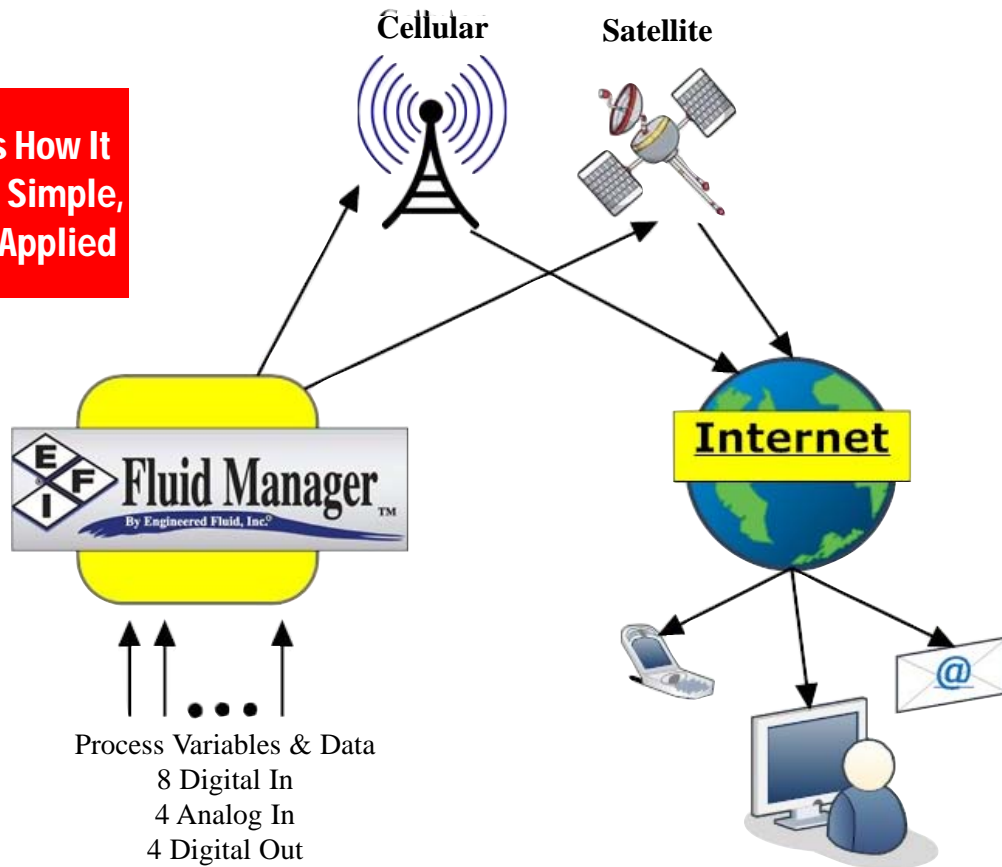 Cellular
Satellite
s How It
Simple,
Applied
E F I
Fluid Manager TM
By Engineered Fluid, Inc.®
Internet
@
Process Variables & Data
8 Digital In
4 Analog In
4 Digital Out